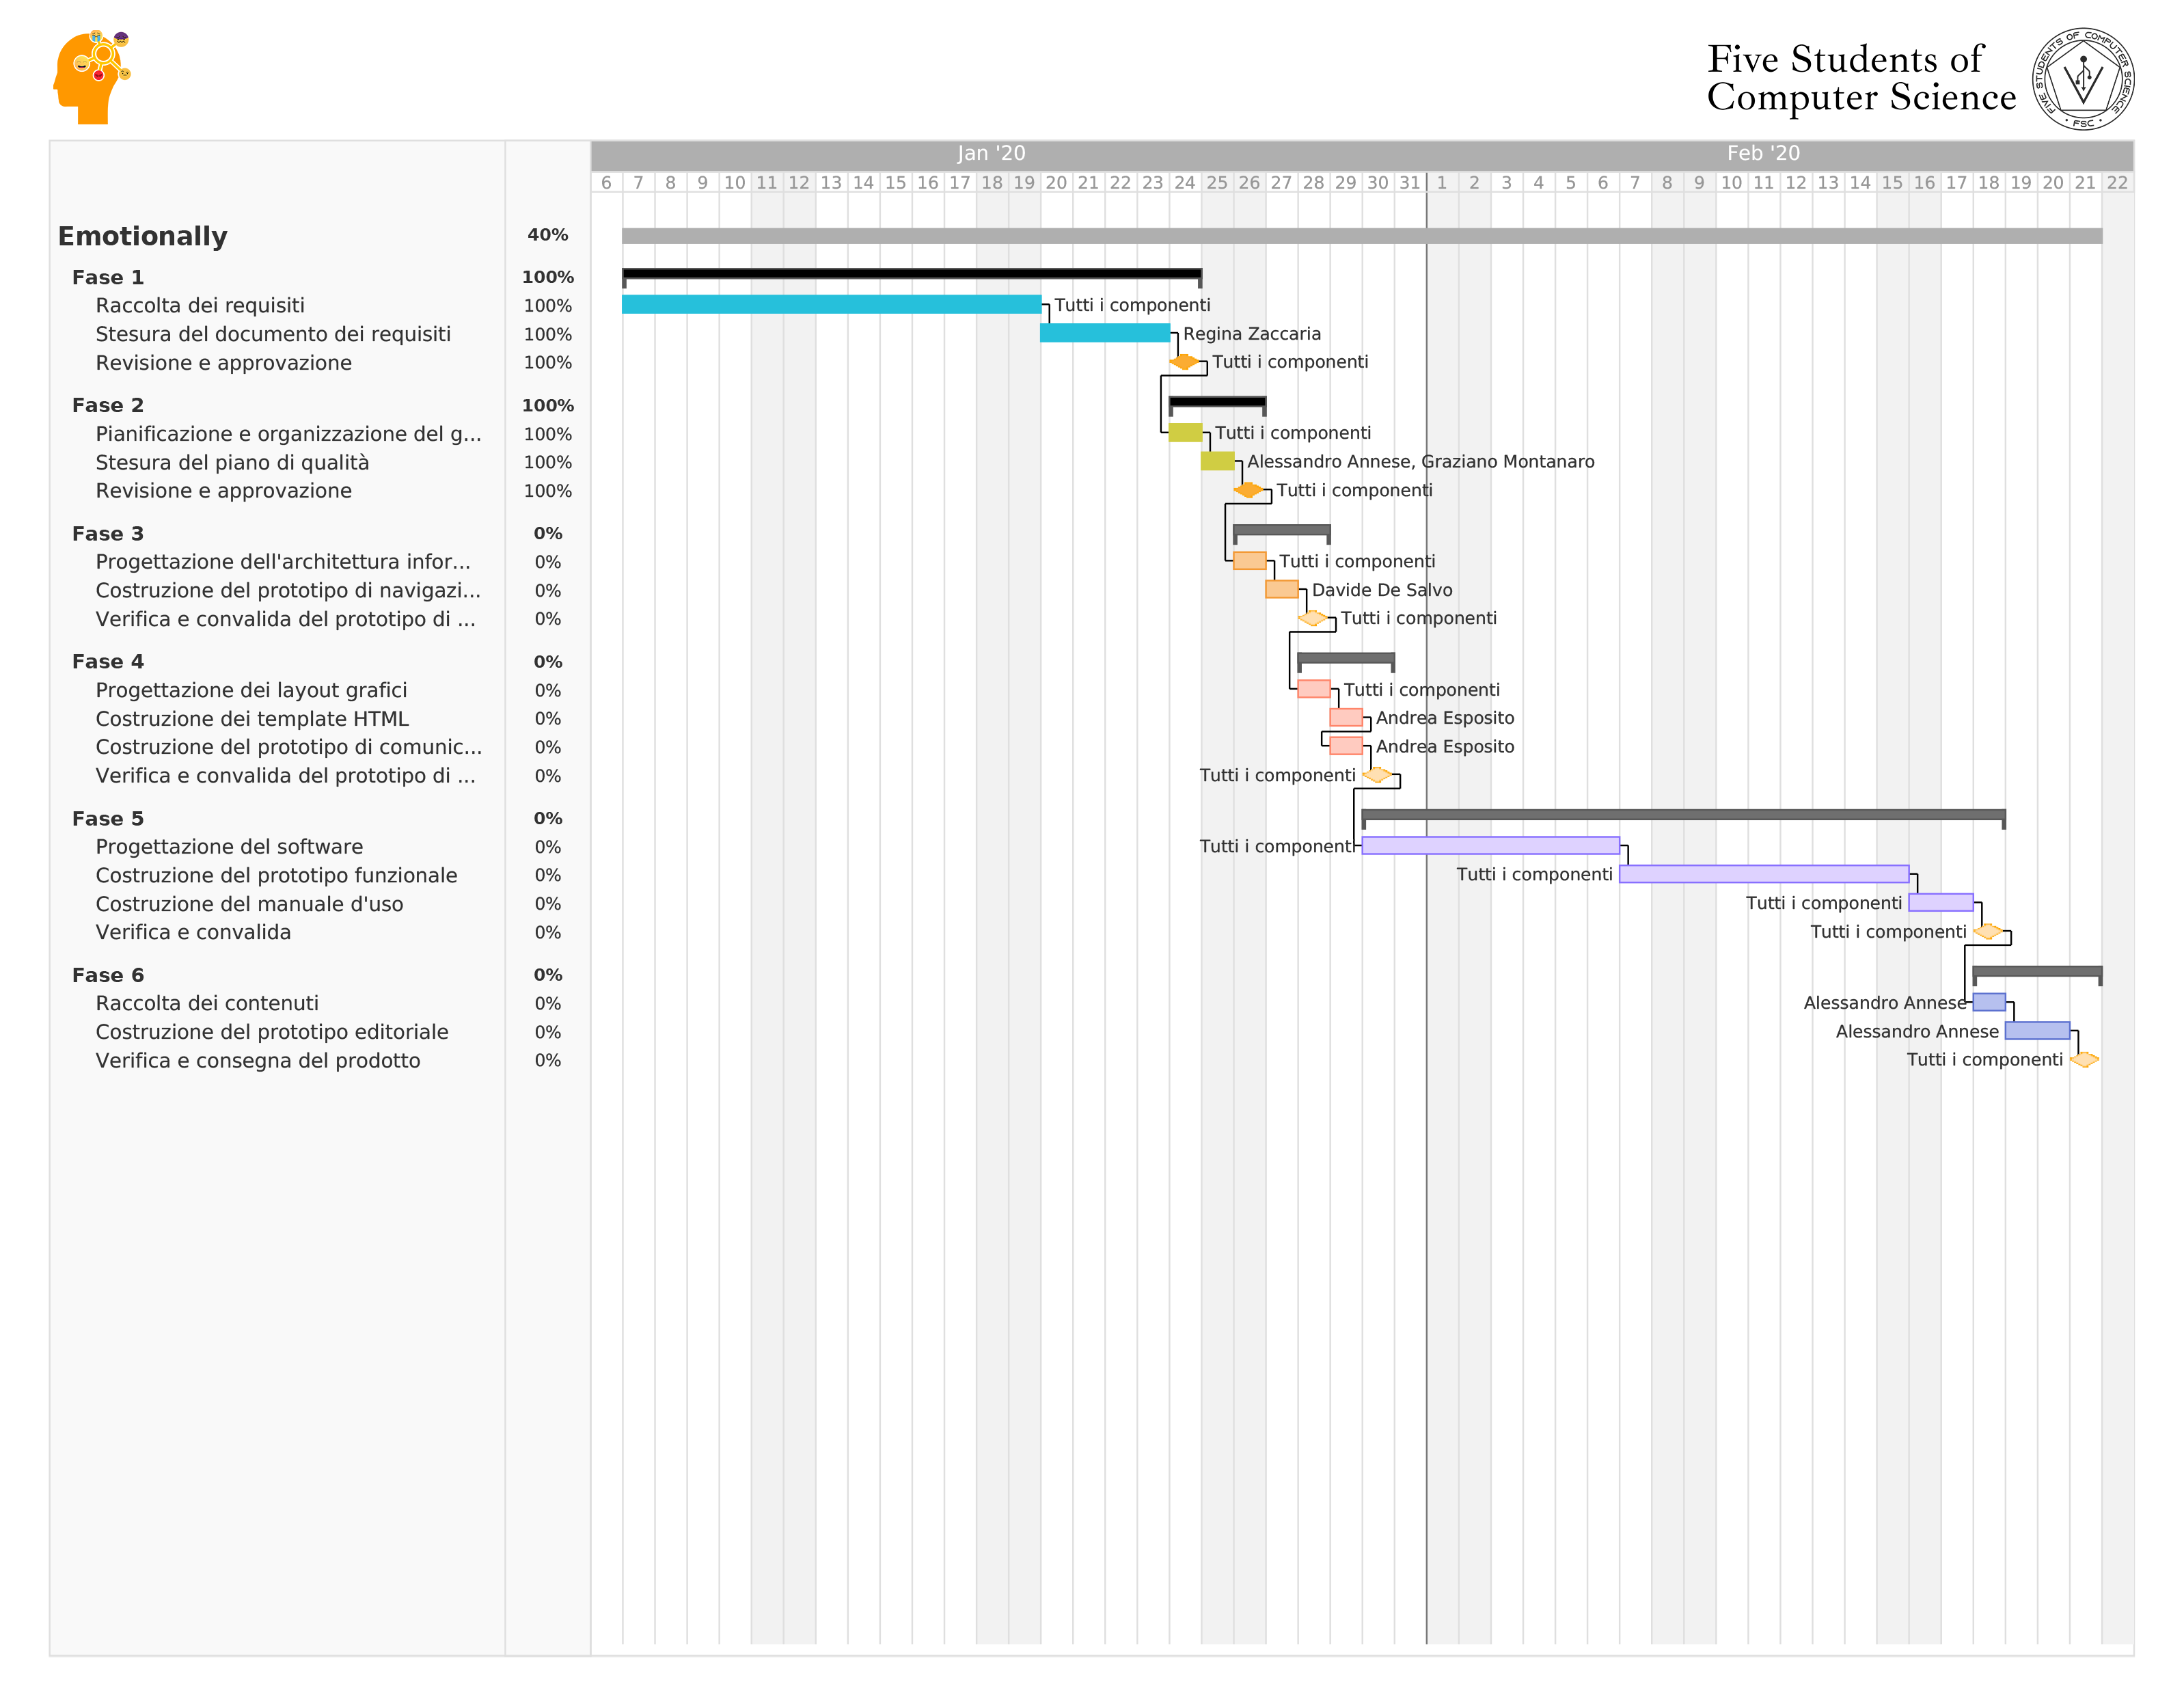 Five Students of
Computer Science
FIVE STUDENTS OF COMPUTER SCIENCE
• FSC •
Jan '20 Feb '20
6 7 8 9 10 11 12 13 14 15 16 17 18 19 20 21 22 23 24 25 26 27 28 29 30 31 1 2 3 4 5 6 7 8 9 10 11 12 13 14 15 16 17 18 19 20 21 22
Emotionally 40%
Fase 1 100%
Raccolta dei requisiti 100% Tutti i componenti
Stesura del documento dei requisiti 100% Regina Zaccaria
Revisione e approvazione 100% Tutti i componenti
Fase 2 100%
Pianificazione e organizzazione del g... 100% Tutti i componenti
Stesura del piano di qualità 100% Alessandro Annese, Graziano Montanaro
Revisione e approvazione 100% Tutti i componenti
Fase 3 0%
Progettazione dell'architettura infor... 0% Tutti i componenti
Costruzione del prototipo di navigazi... 0% Davide De Salvo
Verifica e convalida del prototipo di ... 0% Tutti i componenti
Fase 4 0%
Progettazione dei layout grafici 0% Tutti i componenti
Costruzione dei template HTML 0% Andrea Esposito
Costruzione del prototipo di comunic... 0% Andrea Esposito
Verifica e convalida del prototipo di ... 0% Tutti i componenti
Fase 5 0%
Progettazione del software 0% Tutti i componenti
Costruzione del prototipo funzionale 0% Tutti i componenti
Costruzione del manuale d'uso 0% Tutti i componenti
Verifica e convalida 0% Tutti i componenti
Fase 6 0%
Raccolta dei contenuti 0% Alessandro Annese
Costruzione del prototipo editoriale 0% Alessandro Annese
Verifica e consegna del prodotto 0% Tutti i componenti